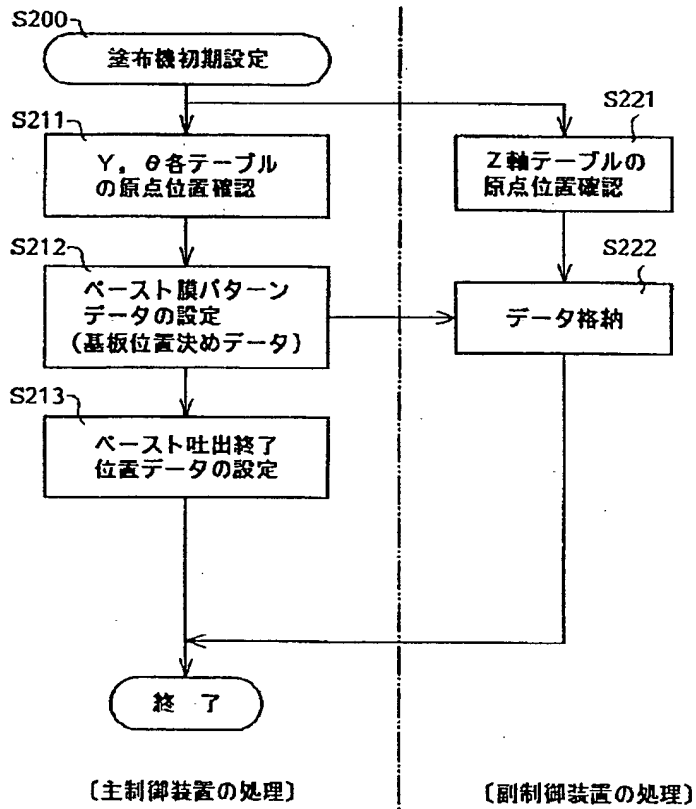 S200
塗布機初期設定
S211
Y，θ各テーブル
の原点位置確認
S221
Z軸テーブルの
原点位置確認
S212
ペースト膜パターン
データの設定
（基板位置決めデータ）
S222
データ格納
S213
ペースト吐出終了
位置データの設定
終 了
〔主制御装置の処理〕
〔副制御装置の処理〕